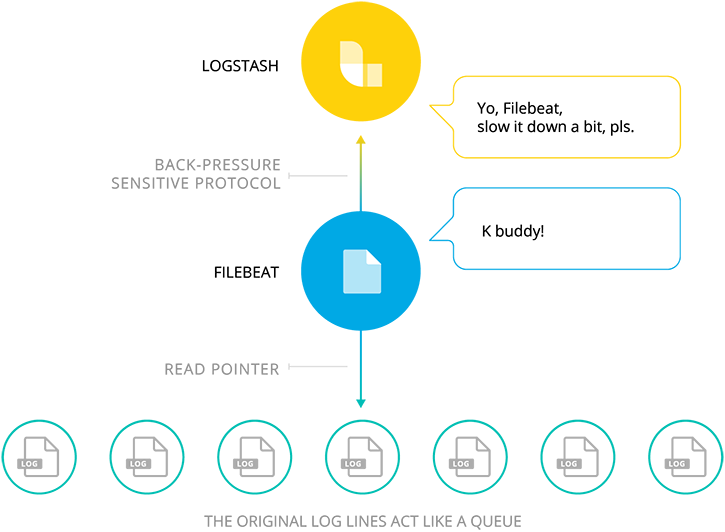 LOGSTASH
Yo, Filebeat,
slow it down a bit, pls.
BACK-PRESSURE
SENSITIVE PROTOCOL
K buddy!
FILEBEAT
READ POINTER
LOG
LOG
LOG
LOG
LOG
LOG
LOG
THE ORIGINAL LOG LINES ACT LIKE A QUEUE